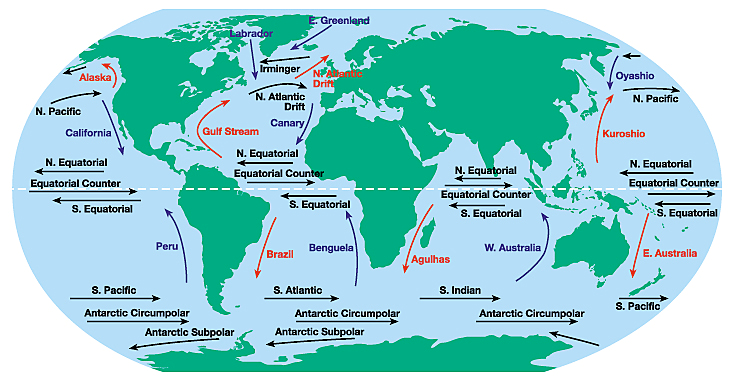 E. Greenland
Labrador
Irminger
Alaska
N. Atlantic
Drift
Oyashio
N. Pacific
N. Atlantic
Drift
N. Pacific
California
Gulf Stream
Canary
Kuroshio
N. Equatorial
N. Equatorial
N. Equatorial
N. Equatorial
Equatorial Counter
Equatorial Counter
Equatorial Counter
Equatorial Counter
S. Equatorial
S. Equatorial
S. Equatorial
S. Equatorial
Peru
Brazil
Benguela
Agulhas
W. Australia
E. Australia
S. Pacific
S. Atlantic
S. Indian
S. Pacific
Antarctic Circumpolar
Antarctic Circumpolar
Antarctic Circumpolar
Antarctic Subpolar
Antarctic Subpolar